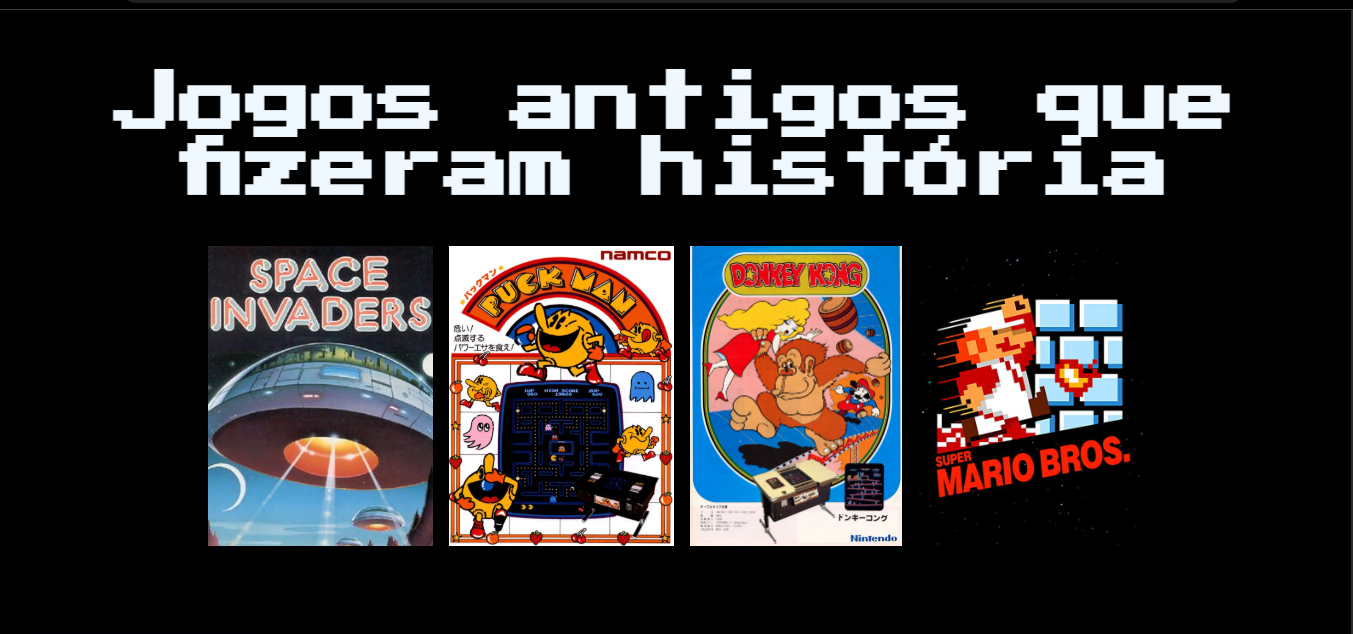 Jogos antigos que
fizeram história
SPACE
INVADERS
namco
パックマン
PUCK MAN
危い!
点滅する
パワーエサを食え!
1UP HIGH SCORE 2UP
DONKEY KONG
ドンキーコング
Nintendo
SUPER
MARIO BROS.